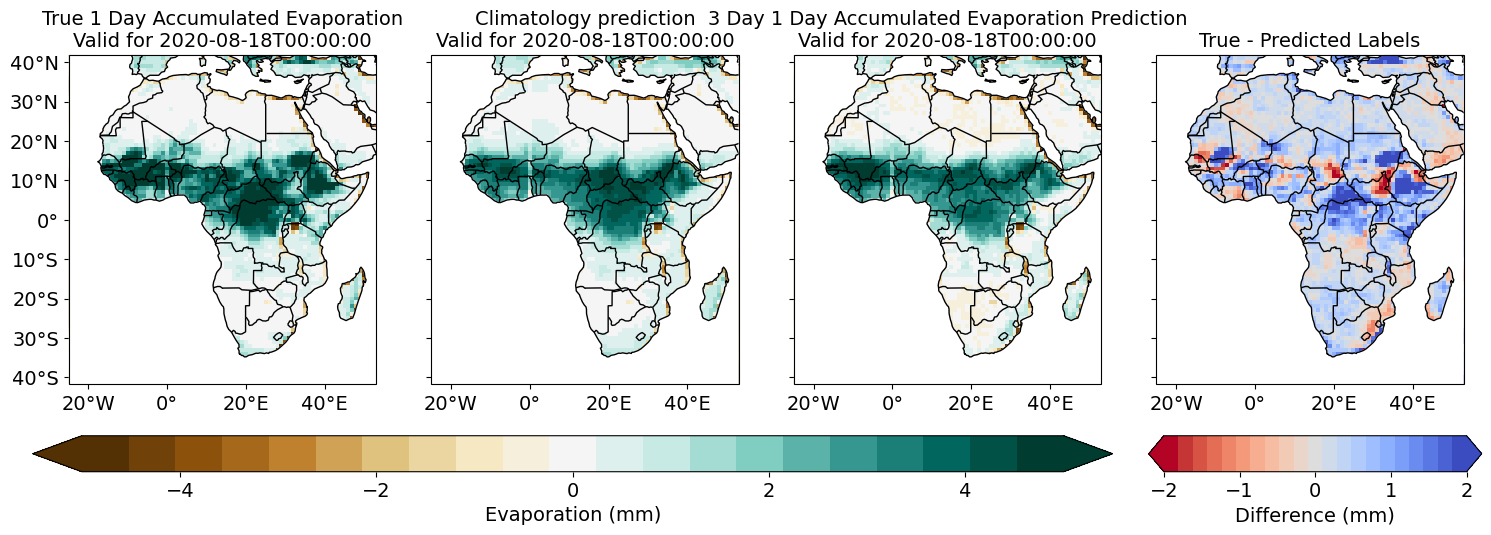 True 1 Day Accumulated Evaporation
Valid for 2020-08-18T00:00:00
Climatology prediction
Valid for 2020-08-18T00:00:00
3 Day 1 Day Accumulated Evaporation Prediction
Valid for 2020-08-18T00:00:00
True - Predicted Labels
40°N
30°N
20°N
10°N
0°
10°S
20°S
30°S
40°S
20°W 0° 20°E 40°E
20°W 0° 20°E 40°E
20°W 0° 20°E 40°E
20°W 0° 20°E 40°E
−4 −2 0 2 4
Evaporation (mm)
−2 −1 0 1 2
Difference (mm)